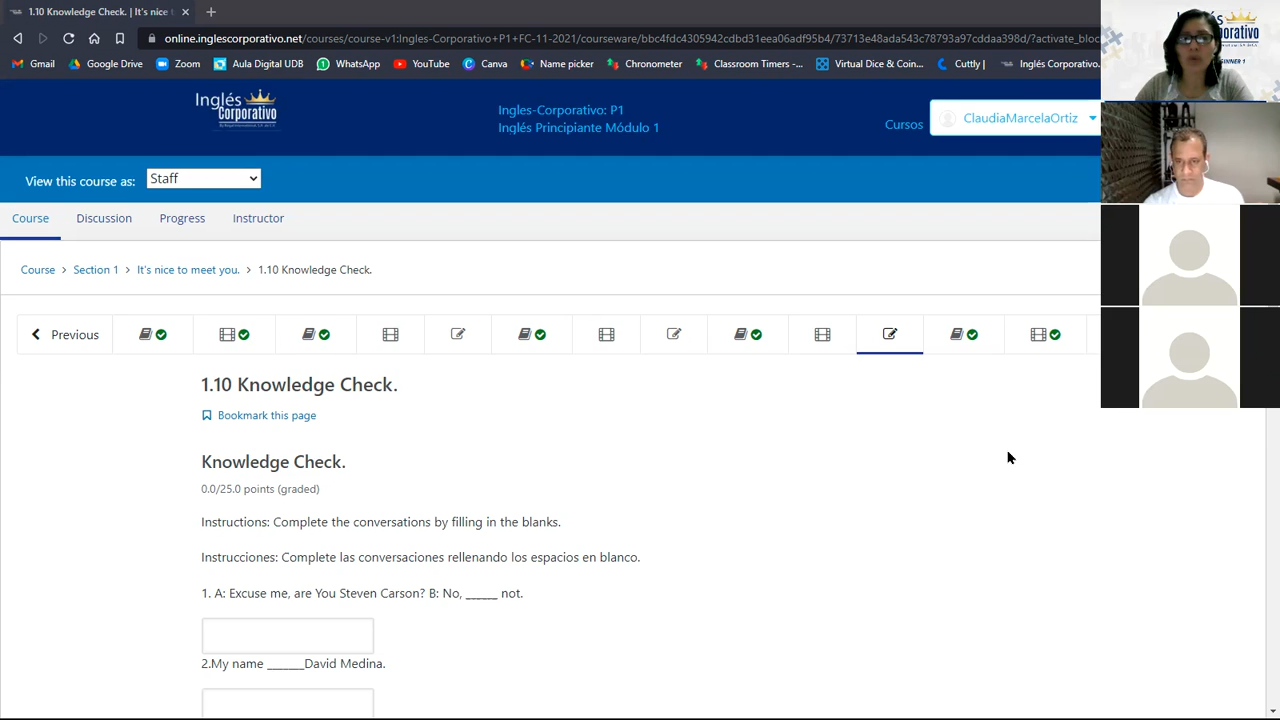 1.10 Knowledge Check. | It's nice t
online.inglescorporativo.net/courses/course-v1:Ingles-Corporativo+P1+FC-1101-2021/courseware/bbc4fdc4305942cdbd31eea06aa61eb4/73713e48ada543c78793a97cdaa398d/?activate_bloc
Gmail Google Drive Zoom Aula Digital UDB WhatsApp YouTube Canva Name picker Chronometer Classroom Timers Virtual Dice & Coin... Cuttly | Inglés Corporativo
Inglés
Corporativo
Ingles-Corporativo: P1
Inglés Principiante Módulo 1
Cursos
ClaudiaMarcelaOrtiz
View this course as: Staff
Course Discussion Progress Instructor
Course > Section 1 > It's nice to meet you. > 1.10 Knowledge Check.
Previous
1.10 Knowledge Check.
Bookmark this page
Knowledge Check.
0.0/25.0 points (graded)
Instructions: Complete the conversations by filling in the blanks.
Instrucciones: Complete las conversaciones rellenando los espacios en blanco.
1. A: Excuse me, are You Steven Carson? B: No, ______ not.
2.My name _______David Medina.